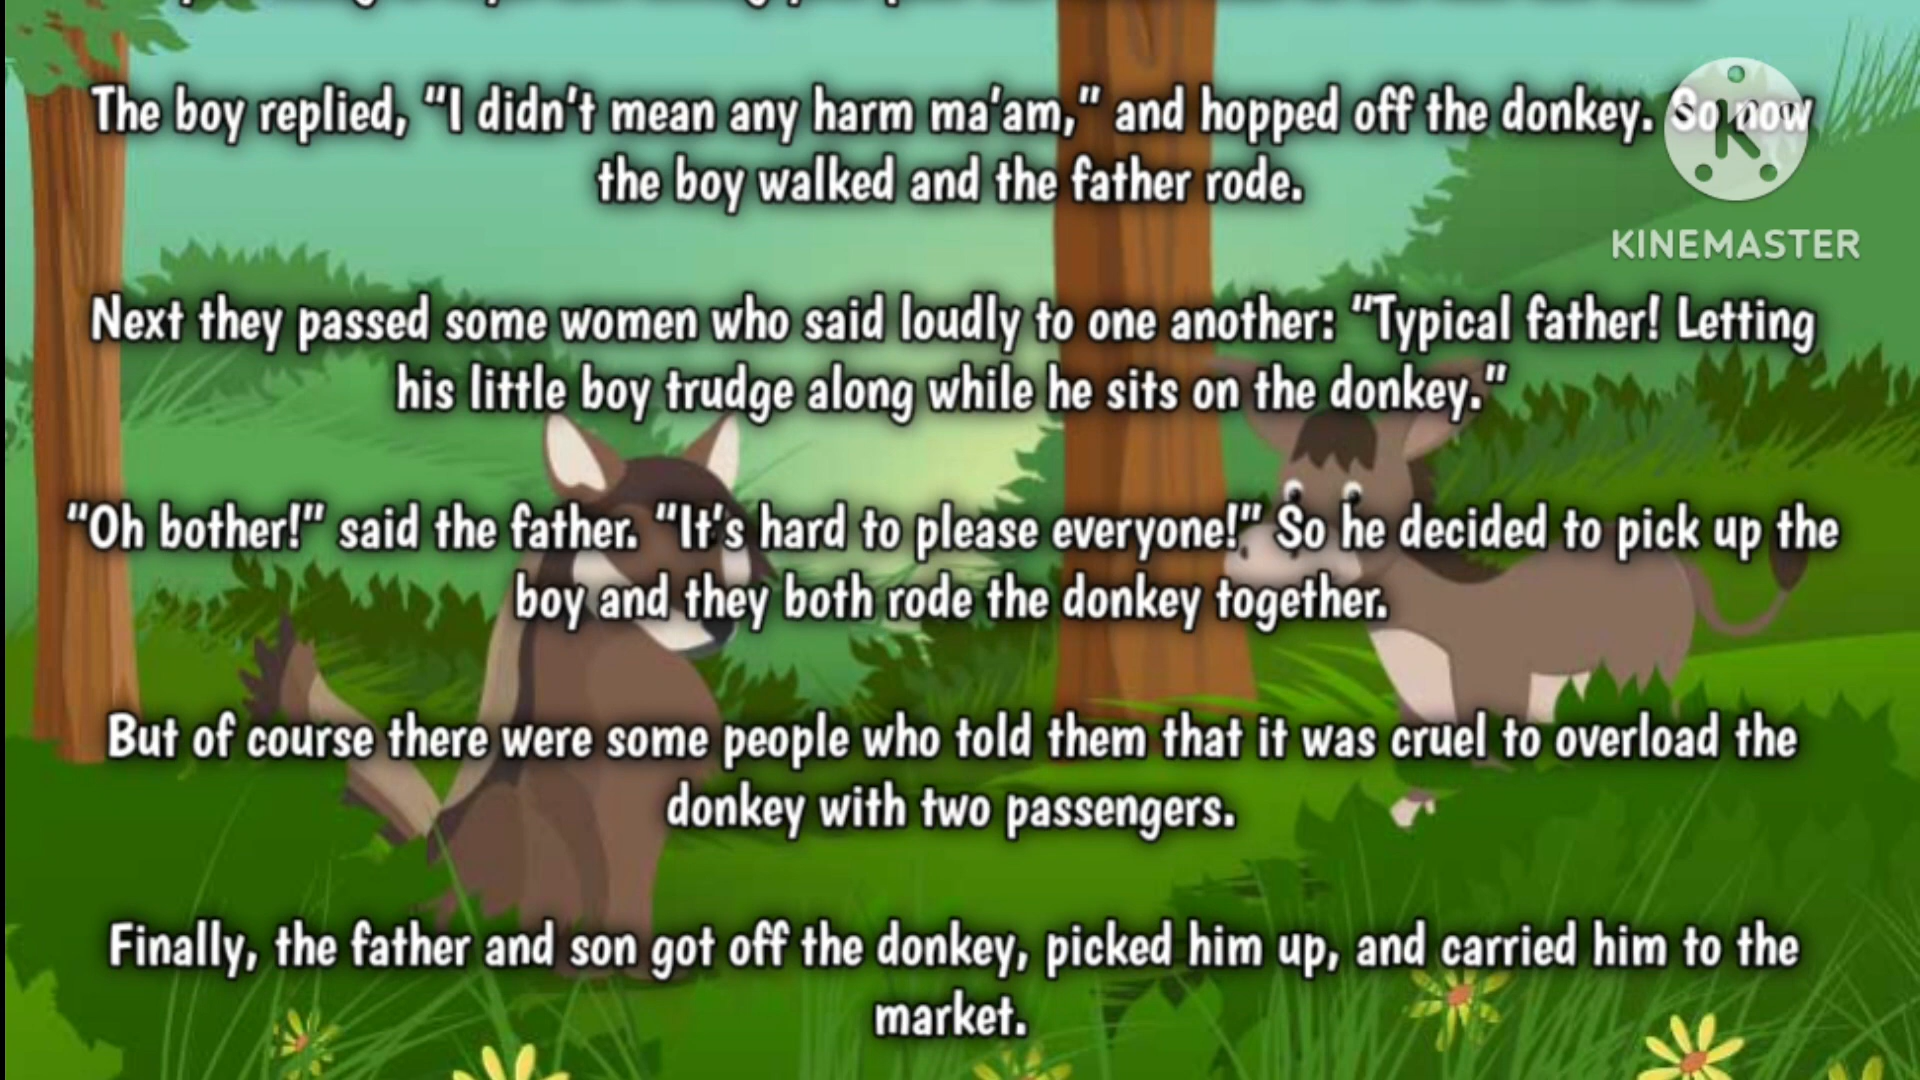 The boy replied, “I didn’t mean any harm ma’am,” and hopped off the donkey. So now
the boy walked and the father rode.
Next they passed some women who said loudly to one another: “Typical father! Letting
his little boy trudge along while he sits on the donkey.”
“Oh bother!” said the father. “It’s hard to please everyone!” So he decided to pick up the
boy and they both rode the donkey together.
But of course there were some people who told them that it was cruel to overload the
donkey with two passengers.
Finally, the father and son got off the donkey, picked him up, and carried him to the
market.
K
KINEMASTER